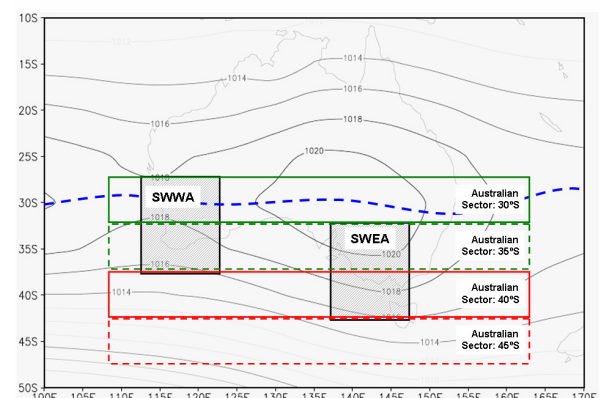 10S
15S
20S
25S
30S
35S
40S
45S
50S
1014
1014
1016
1016
1018
1020
1018
SWWA
Australian
Sector: 30°S
1018
SWEA
Australian
Sector: 35°S
1020
1016
1014
1018
Australian
Sector: 40°S
Australian
Sector: 45°S
1014
100E 105E 110E 115E 120E 125E 130E 135E 140E 145E 150E 155E 160E 165E 170E